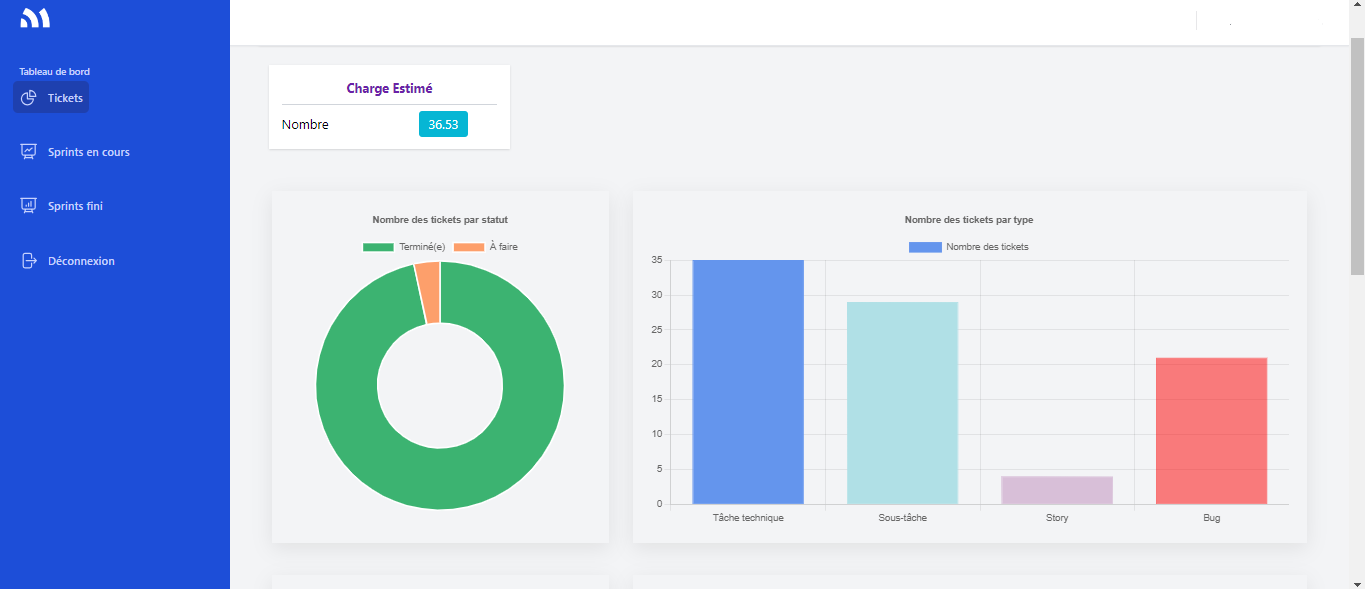 Tableau de bord
Tickets
Sprints en cours
Sprints fini
Déconnexion
Charge Estimé
Nombre 36.53
Nombre des tickets par statut
Terminé(e) À faire
Nombre des tickets par type
Nombre des tickets
35
30
25
20
15
10
5
0
Tâche technique Sous-tâche Story Bug